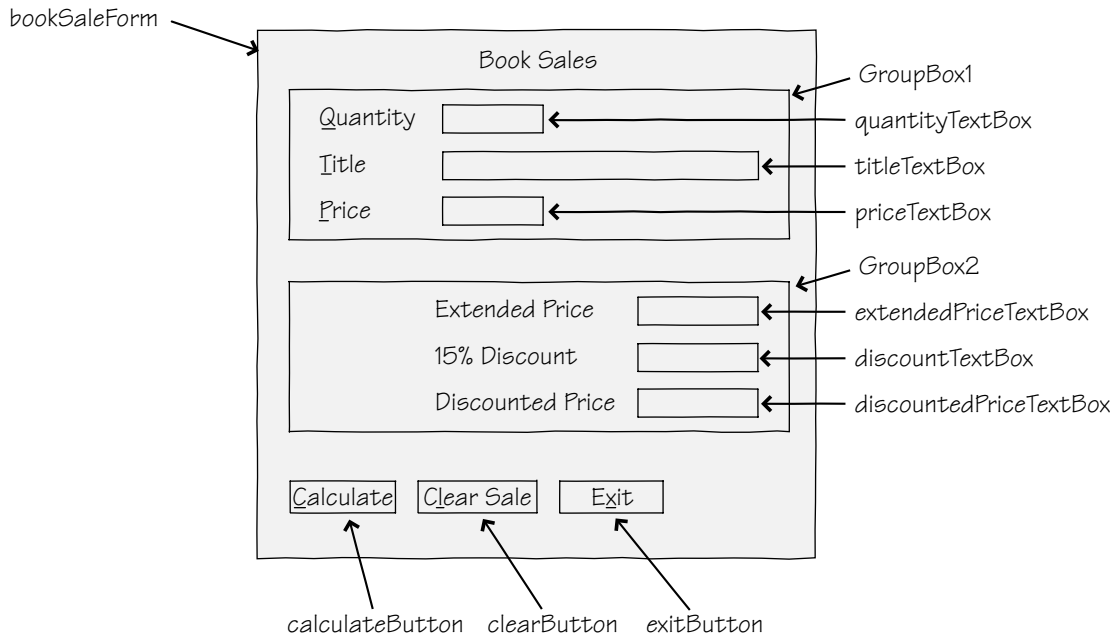 bookSaleForm
Book Sales
GroupBox1
Quantity
quantityTextBox
Title
titleTextBox
Price
priceTextBox
GroupBox2
Extended Price
extendedPriceTextBox
15% Discount
discountTextBox
Discounted Price
discountedPriceTextBox
Calculate Clear Sale Exit
calculateButton clearButton exitButton